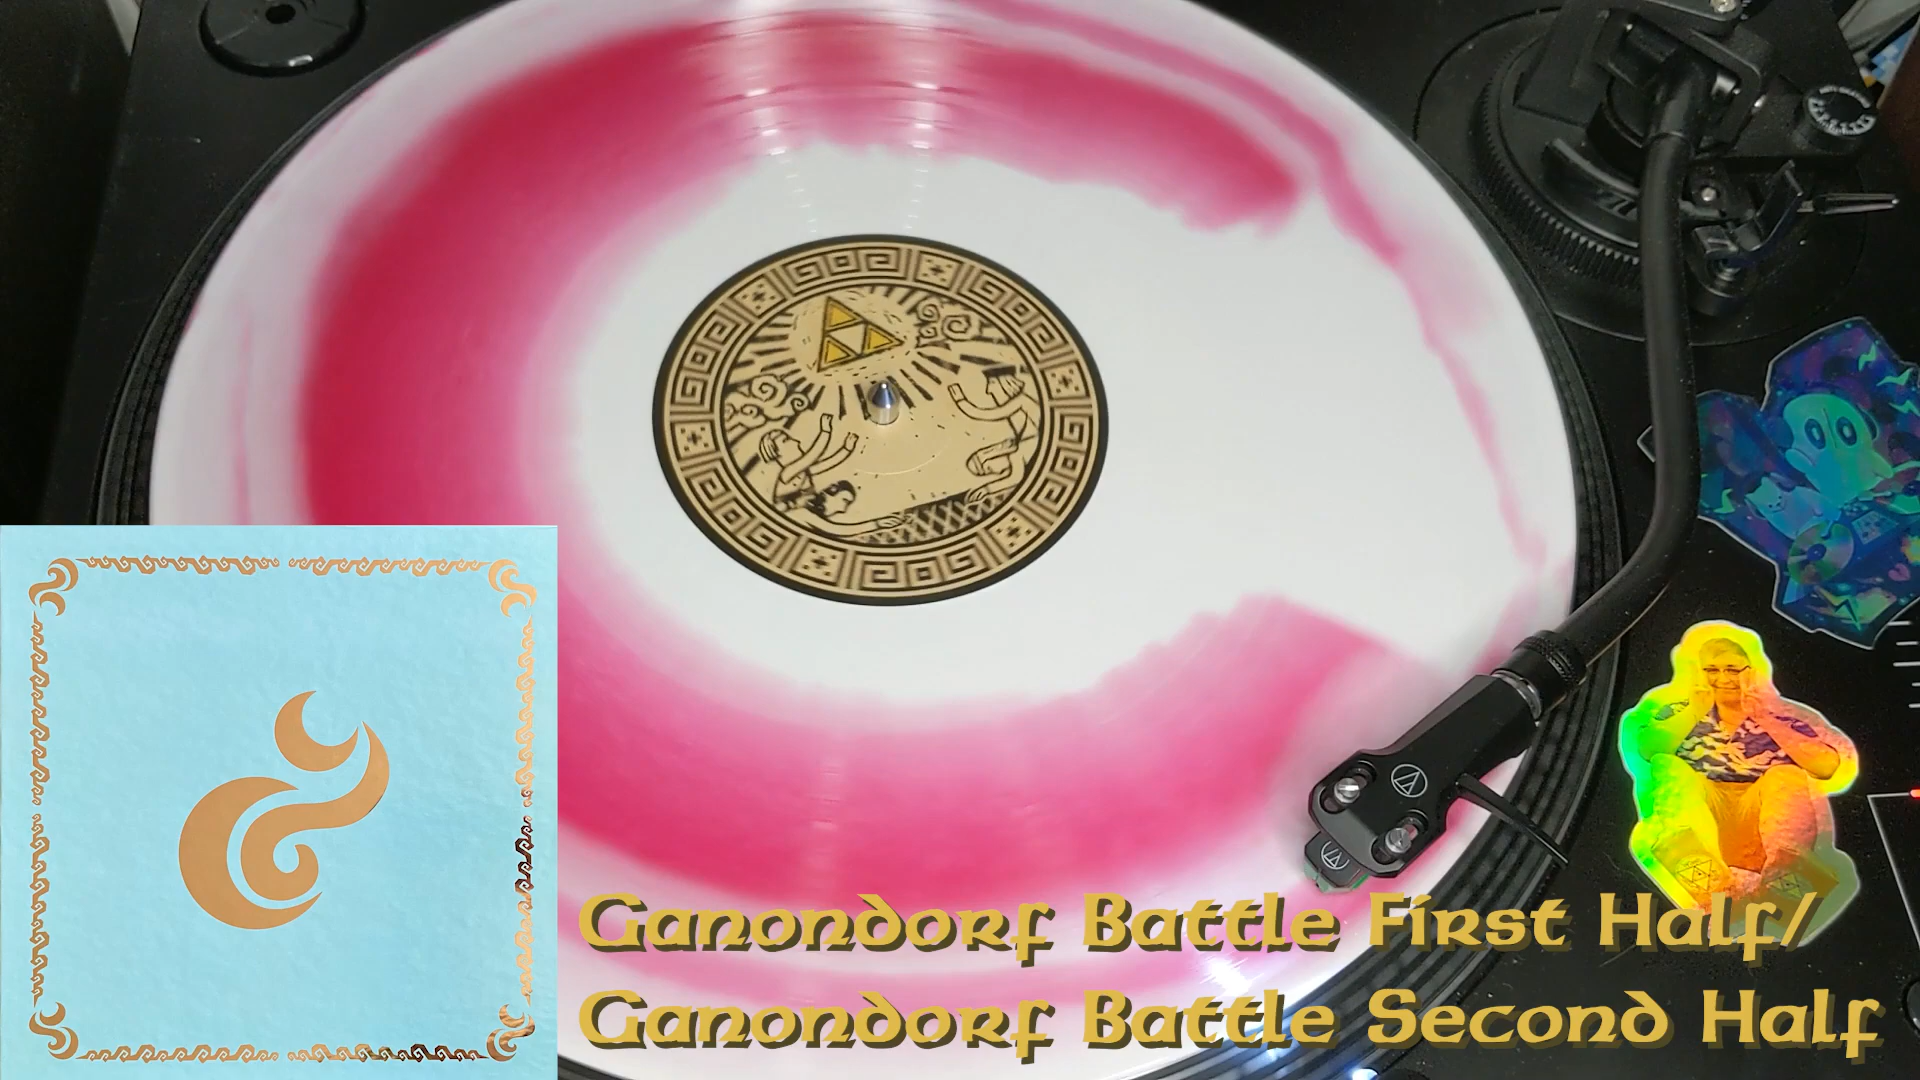 Ganondorf Battle First Half/
Ganondorf Battle Second Half